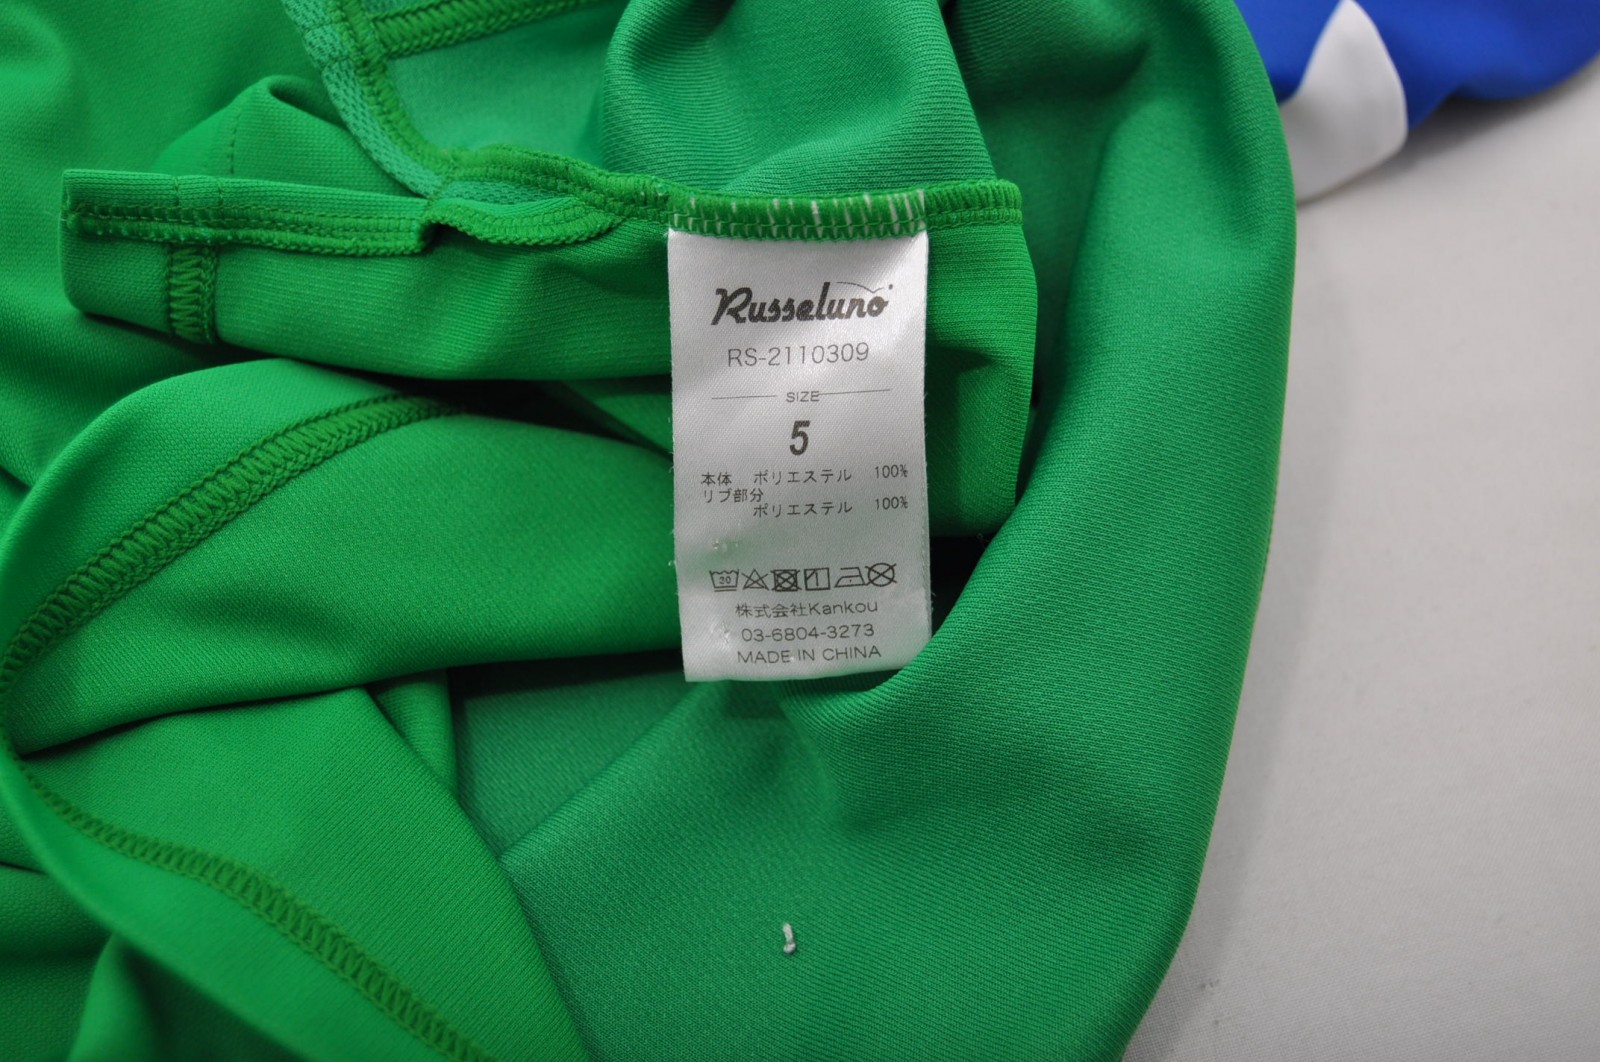 Russeluno
RS-2110309
SIZE
5
本体 ポリエステル 100%
リブ部分
ポリエステル 100%
30
株式会社Kankou
03-6804-3273
MADE IN CHINA